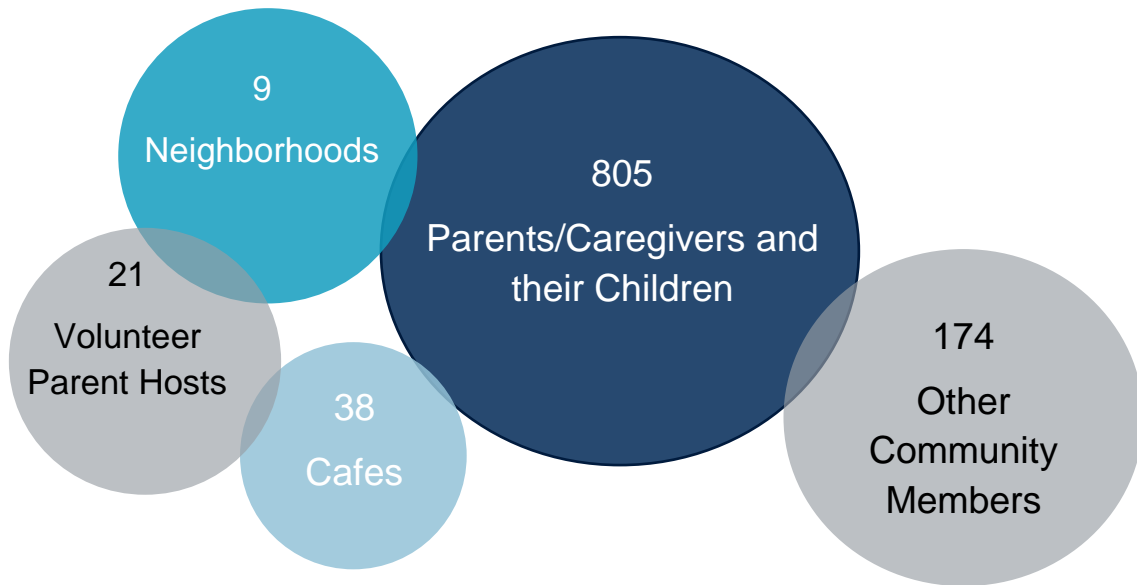 9
Neighborhoods
805
Parents/Caregivers and
their Children
21
Volunteer
Parent Hosts
38
Cafes
174
Other
Community
Members